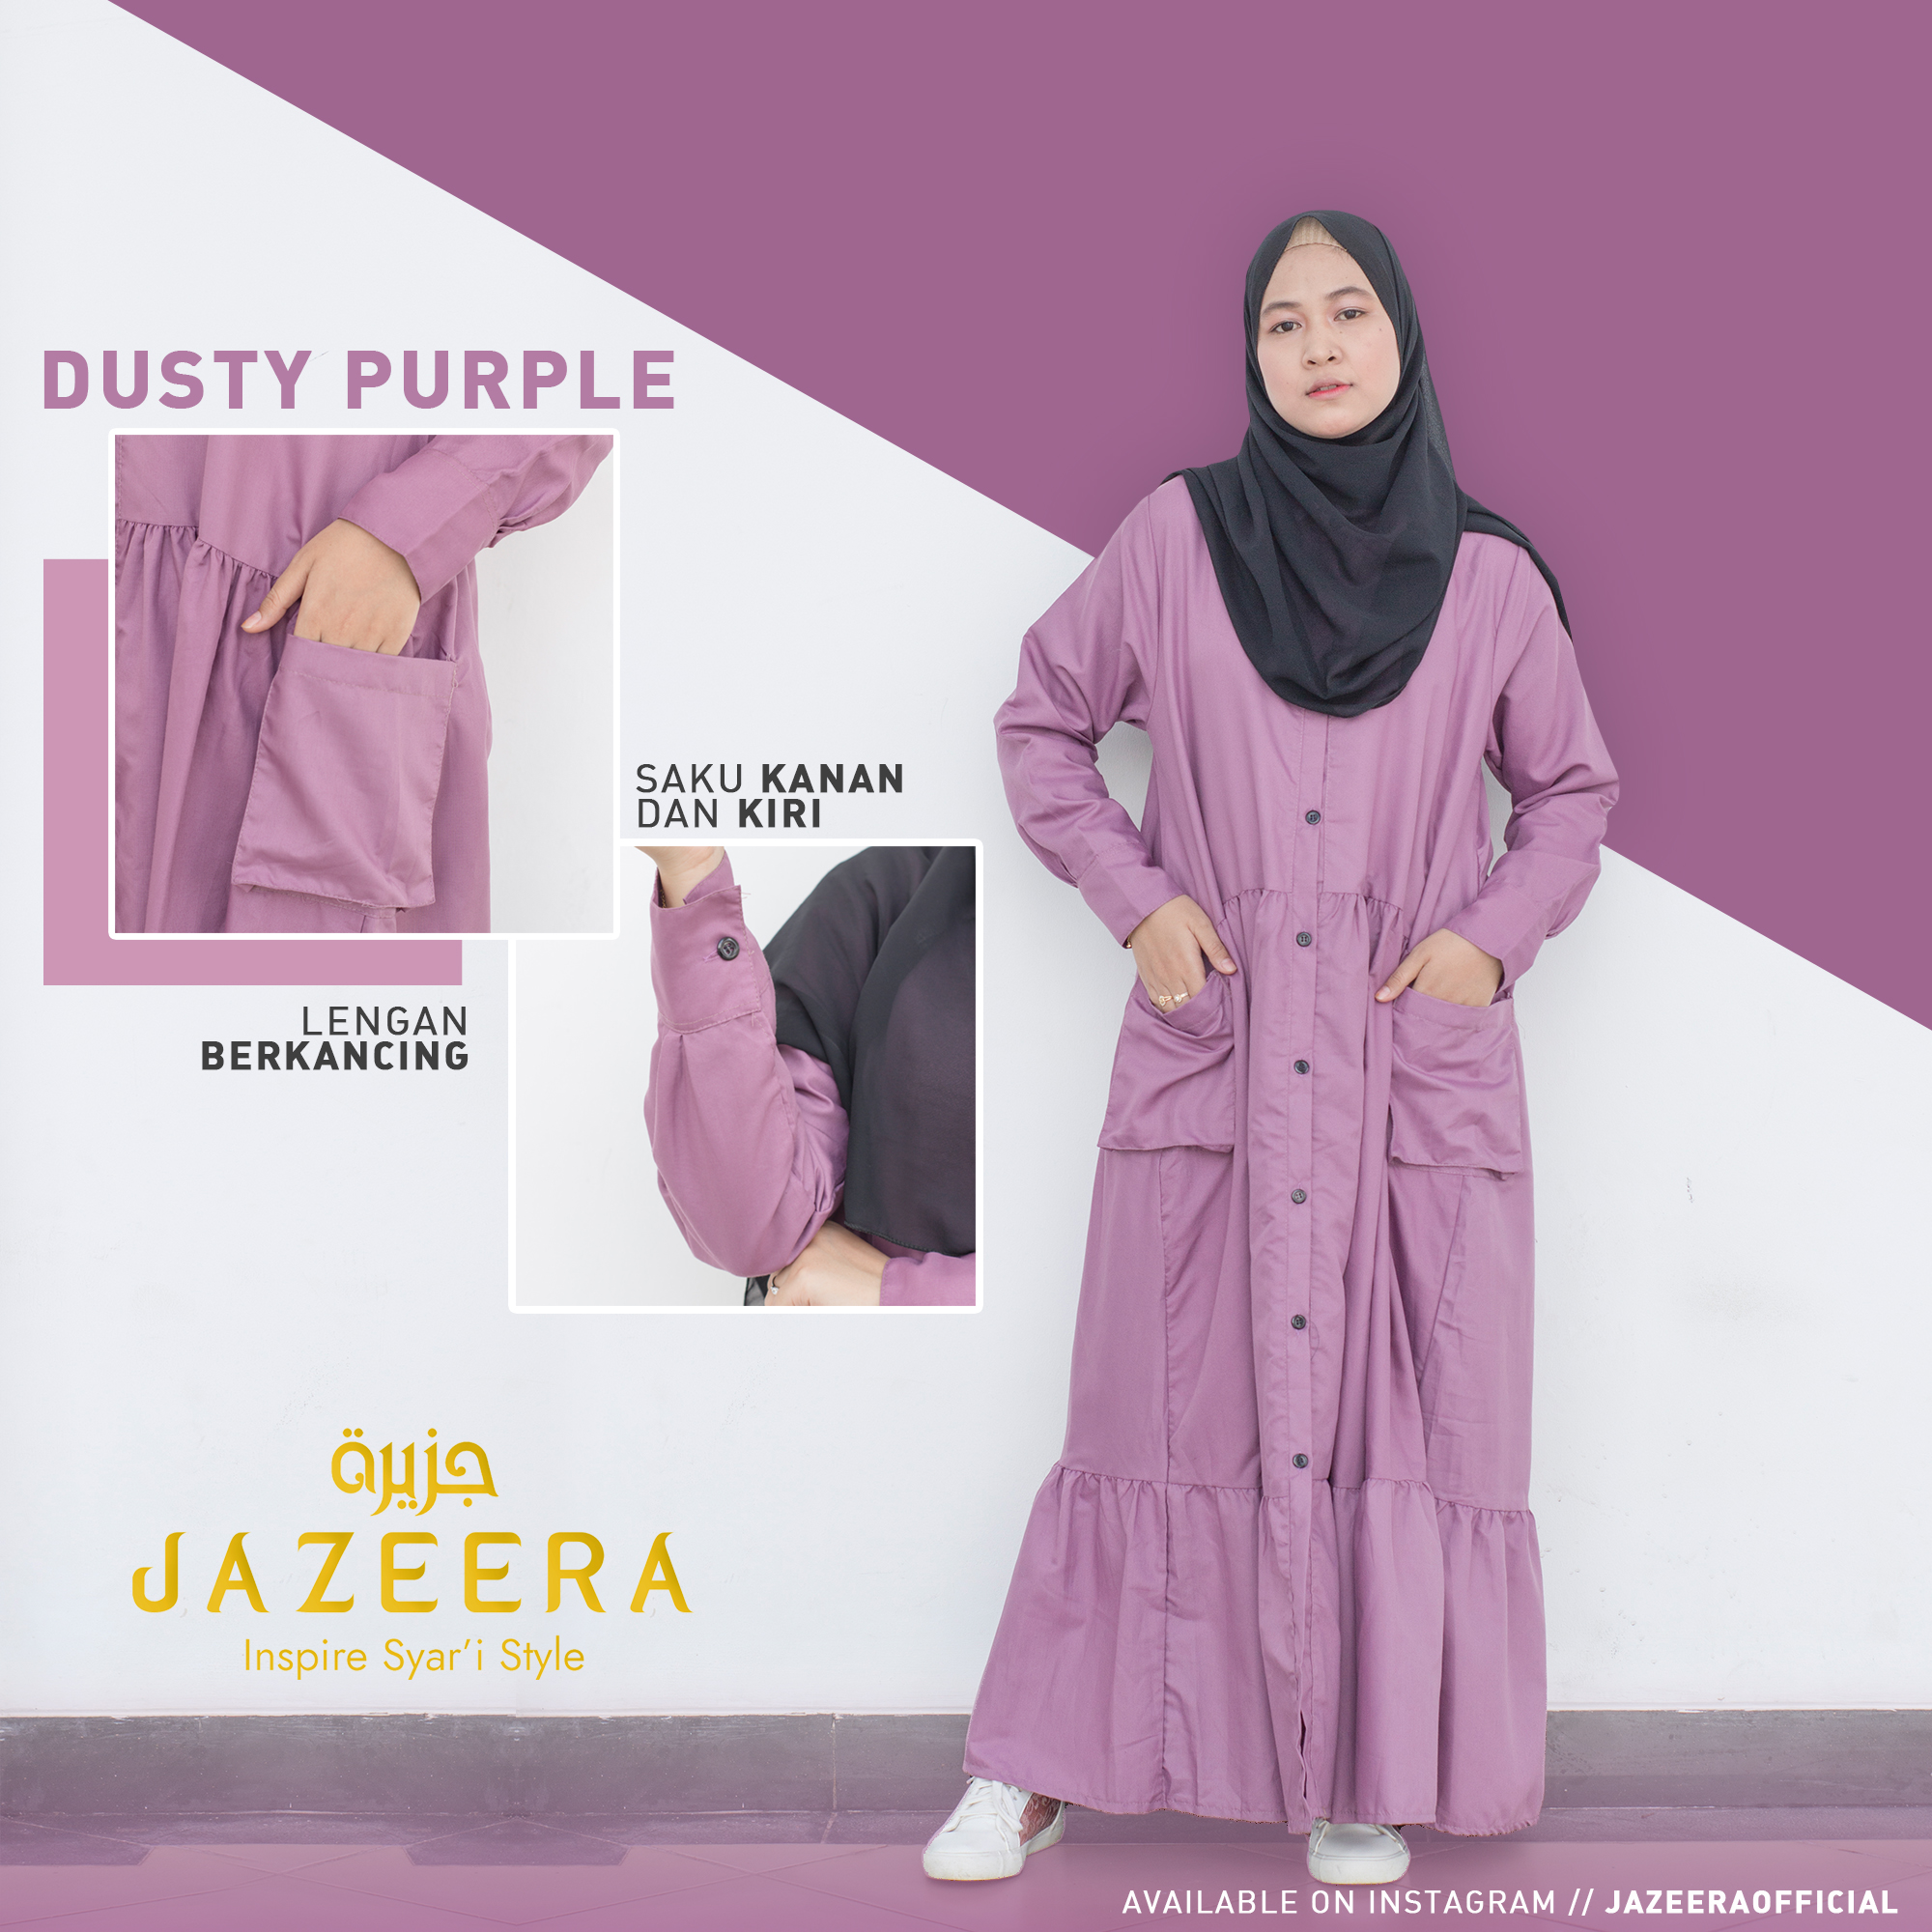 DUSTY PURPLE
SAKU KANAN
DAN KIRI
LENGAN
BERKANCING
جزيرة
JAZEERA
Inspire Syar'i Style
AVAILABLE ON INSTAGRAM // JAZEERAOFFICIAL